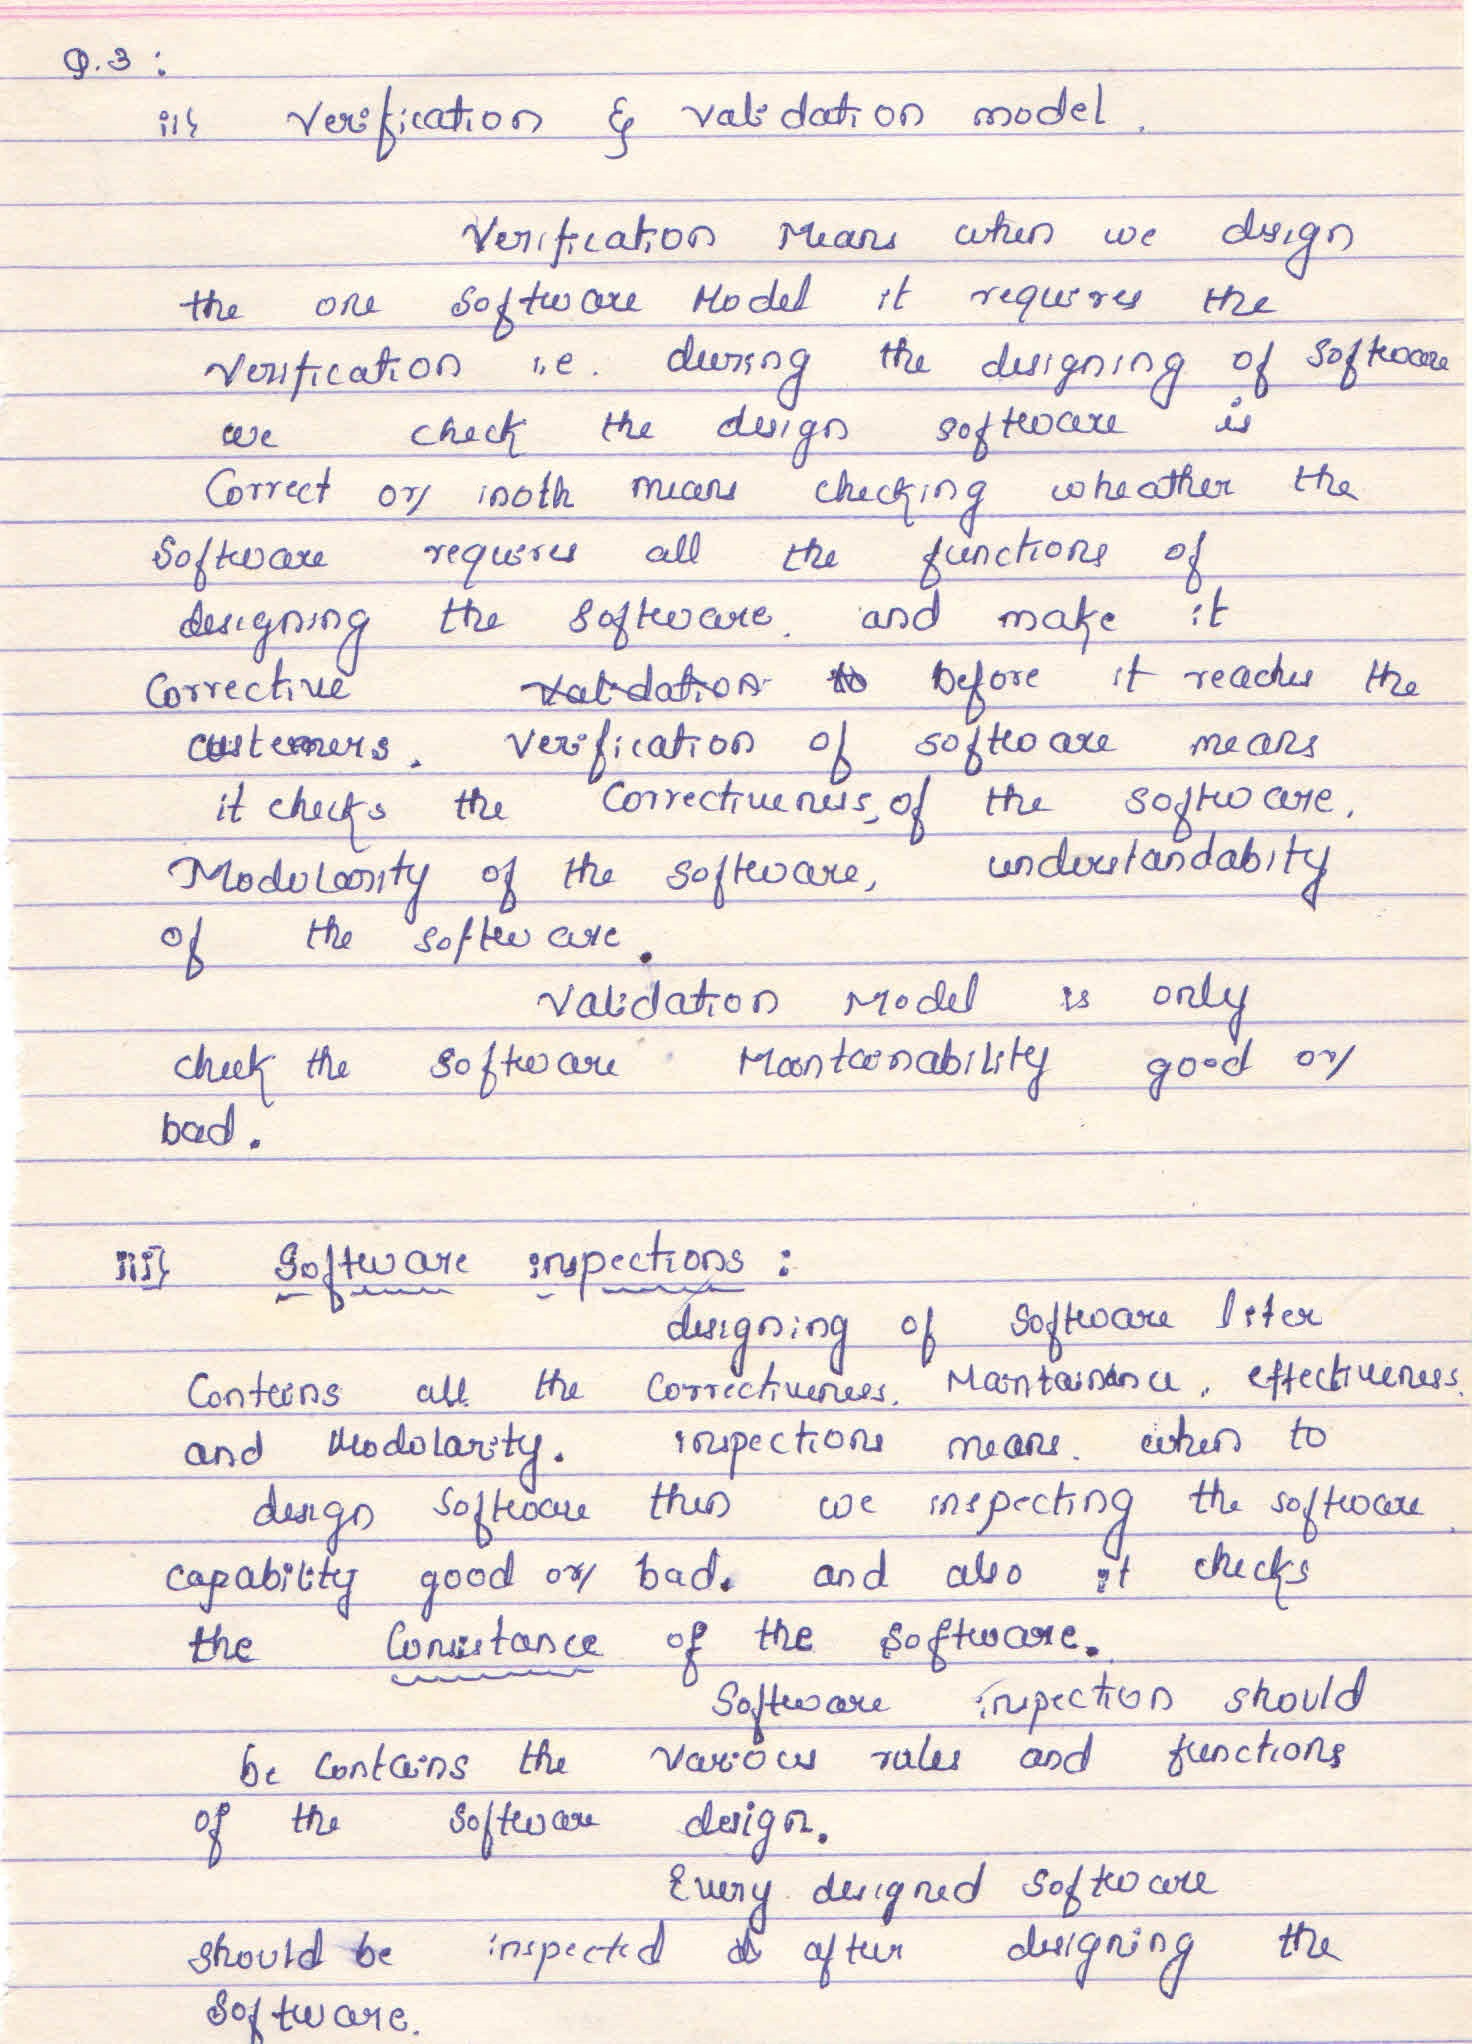 Q.3 :
ii} Verification & validation model.
Verification Means when we design
the one software Model it requires the
Verification i.e. during the designing of software
we check the design software is
Correct or/ inoth means checking wheather the
Software requires all the functions of
designing the software. and make it
Corrective Validation to before it reaches the
customers. Verification of software means
it checks the Correctiveness, of the software.
Modularity of the software, understandabity
of the software.
Validation Model is only
check the software Maintainability good or/
bad.
iii} Software inspections :
designing of software
Contains all the Correctiveness. Maintainance, effectiveness.
and Modularity. inspections means. when to
design software then we inspecting the software
capability good or/ bad. and also it checks
the Consistance of the software.
Software inspection should
be contains the various rules and functions
of the software design.
Every designed software
should be inspected after designing the
software.